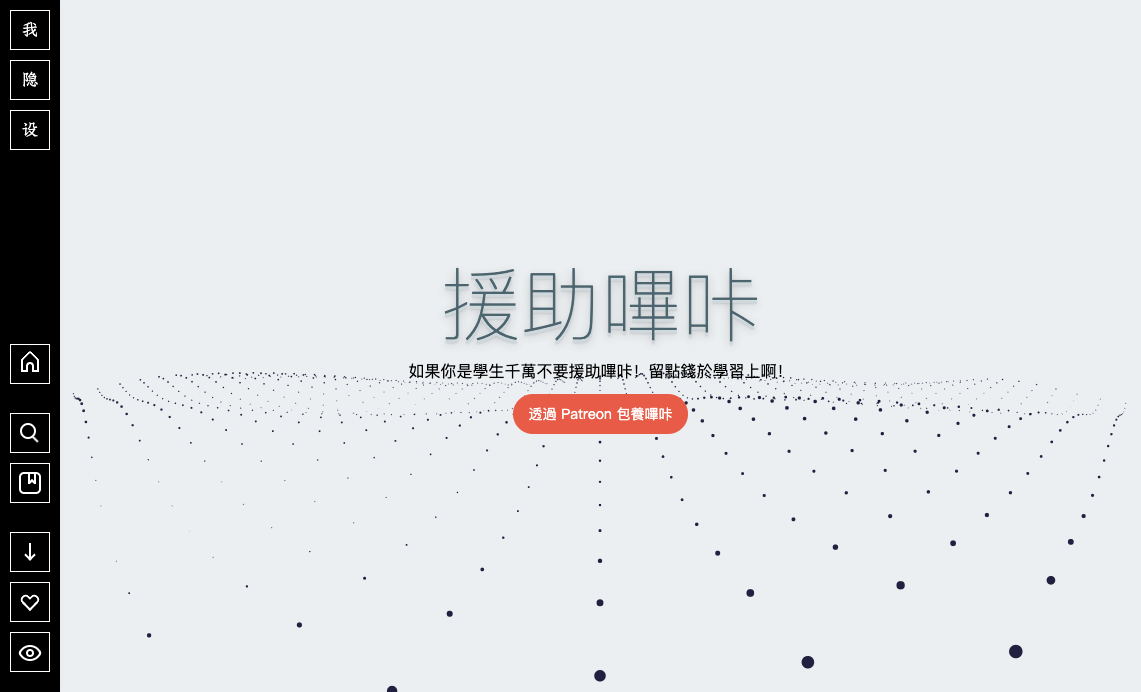 我
隐
设
援助嗶咔
如果你是學生千萬不要援助嗶咔！留點錢於學習上啊！
透過 Patreon 包養嗶咔